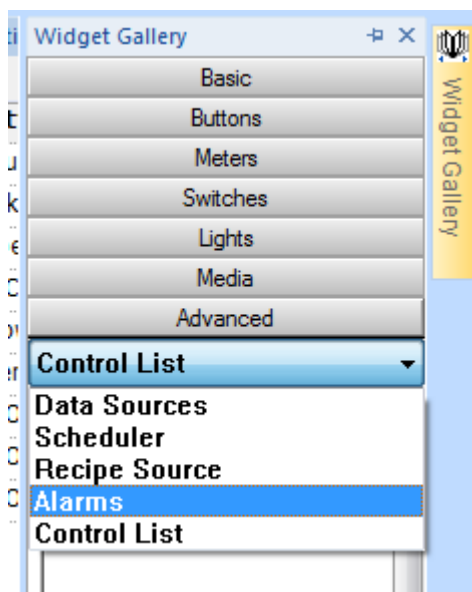 Widget Gallery
Basic
Buttons
Meters
Switches
Lights
Media
Advanced
Control List
Data Sources
Scheduler
Recipe Source
Alarms
Control List
Widget Gallery